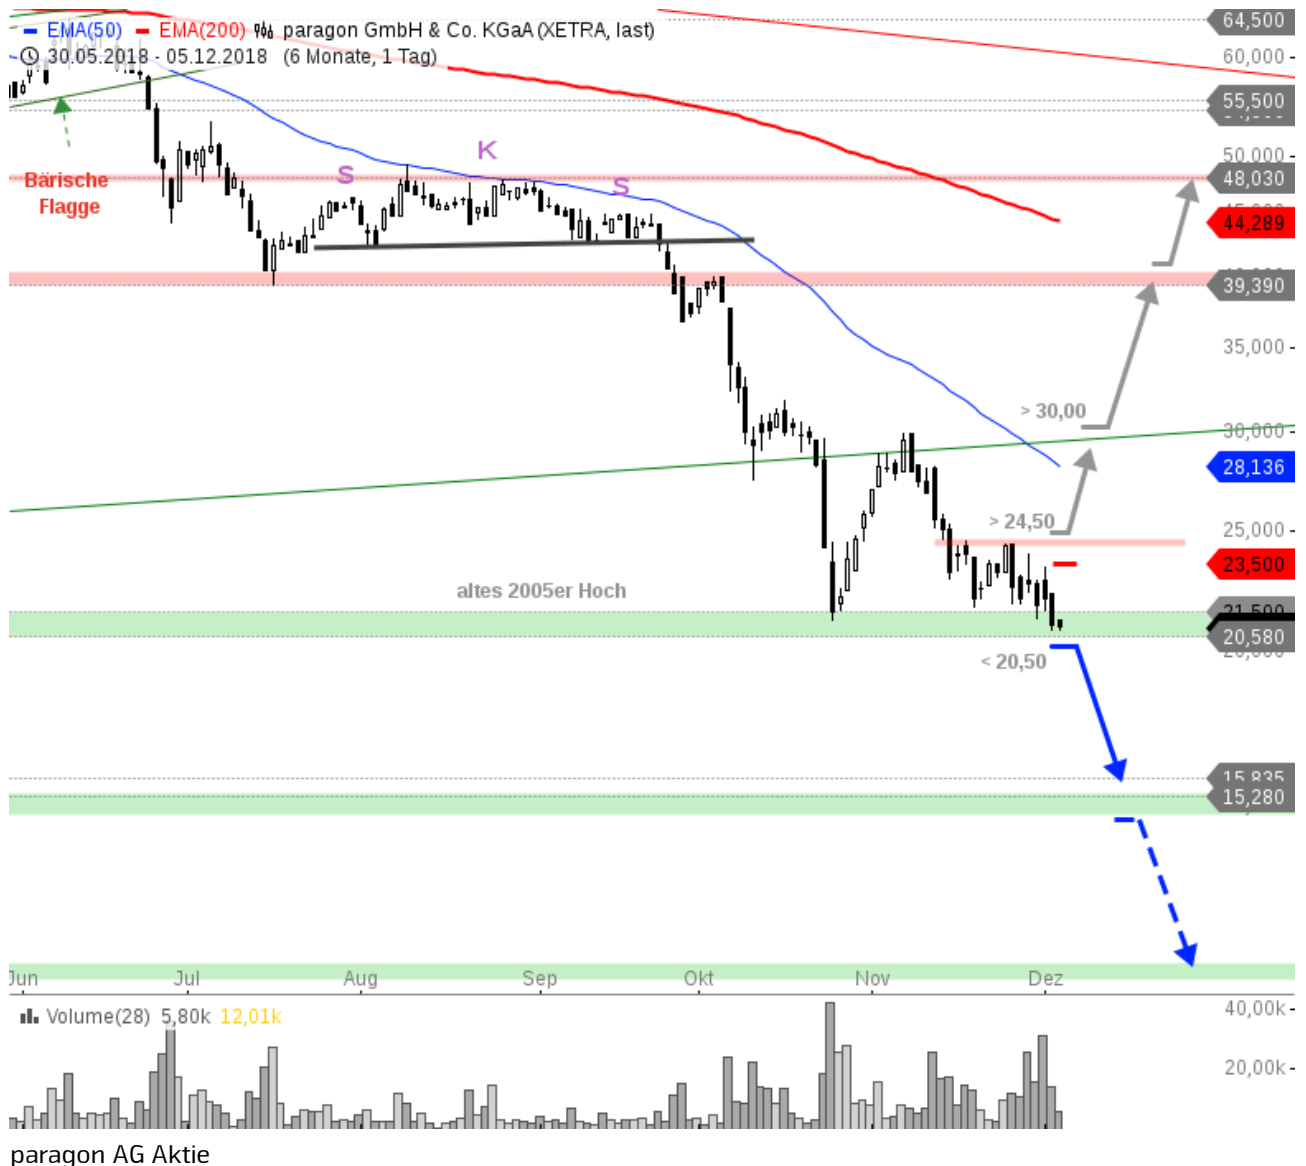 EMA(50) EMA(200) paragon GmbH & Co. KGaA (XETRA, last)
30.05.2018 - 05.12.2018 (6 Monate, 1 Tag)
64,500
60,000
55,500
50,000
48,030
44,289
39,390
35,000
30,000
28,136
25,000
23,500
21,500
20,580
20,000
15,835
15,280
Bärische
Flagge
S
K
S
> 30,00
> 24,50
altes 2005er Hoch
< 20,50
Jun Jul Aug Sep Okt Nov Dez
Volume(28) 5,80k 12,01k
40,00k
20,00k
paragon AG Aktie